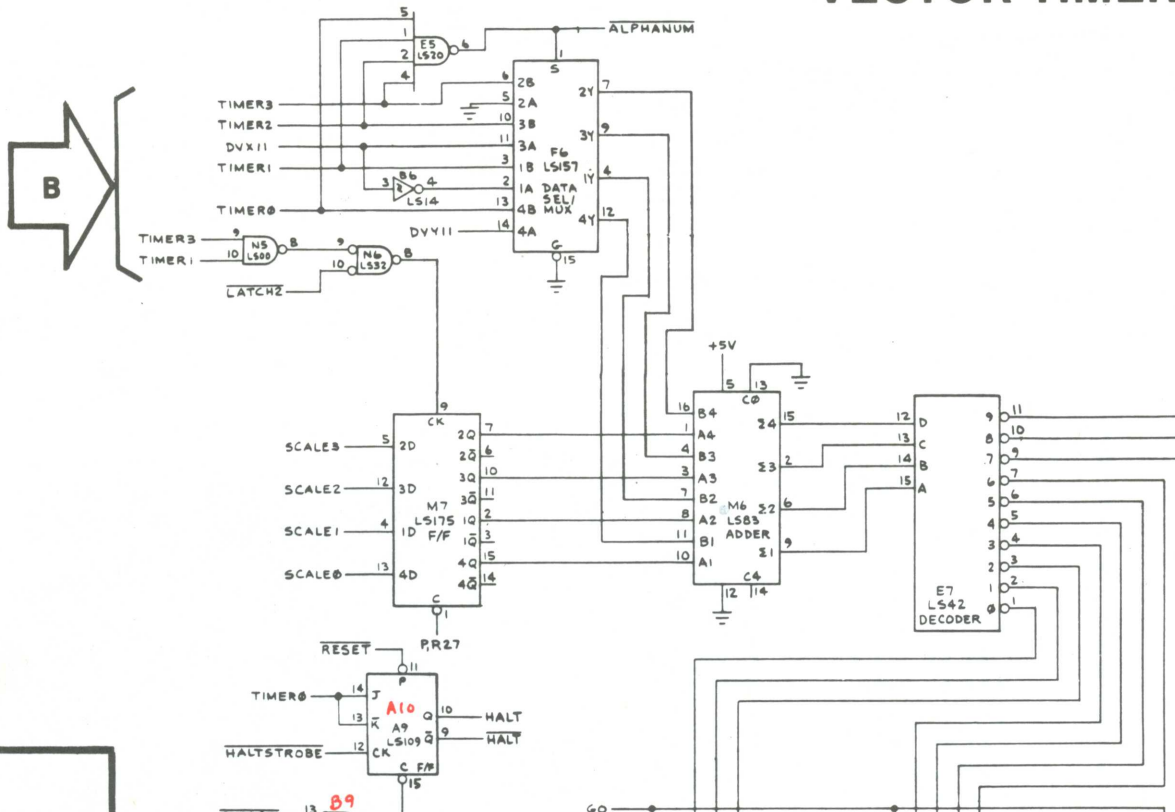 VECTOR TIMER
5
1
2
4
E5
LS20
6
ALPHANUM
1
S
TIMER3
6 2B
5 2A
TIMER2
10 3B
DVX11
11 3A
TIMER1
3 1B
3 B6 4
LS14
2 1A
TIMER0
13 4B
DVY11
14 4A
F6
LS157
DATA
SEL/
MUX
2Y 7
3Y 9
1Y 4
4Y 12
G
15
B
TIMER3 9
TIMER1 10
N5
LS00
8
9
10
N6
LS32
8
LATCH2
9
CK
SCALE3 5 2D
SCALE2 12 3D
SCALE1 4 1D
SCALE0 13 4D
M7
LS175
F/F
2Q 7
2Q 6
3Q 10
3Q 11
1Q 2
1Q 3
4Q 15
4Q 14
C
1
P,R27
+5V
5
13
C0
16 B4
1 A4
4 B3
3 A3
7 B2
8 A2
11 B1
10 A1
M6
LS83
ADDER
Σ4 15
Σ3 2
Σ2 6
Σ1 9
C4
12
14
12 D
13 C
14 B
15 A
E7
LS42
DECODER
9 11
8 10
7 9
6 7
5 6
4 5
3 4
2 3
1 2
0 1
RESET
11
P
TIMER0 14 J
13 K
HALTSTROBE 12 CK
A10
A9
LS109
F/F
Q 10 HALT
Q 9 HALT
C
15
13 B9
GO